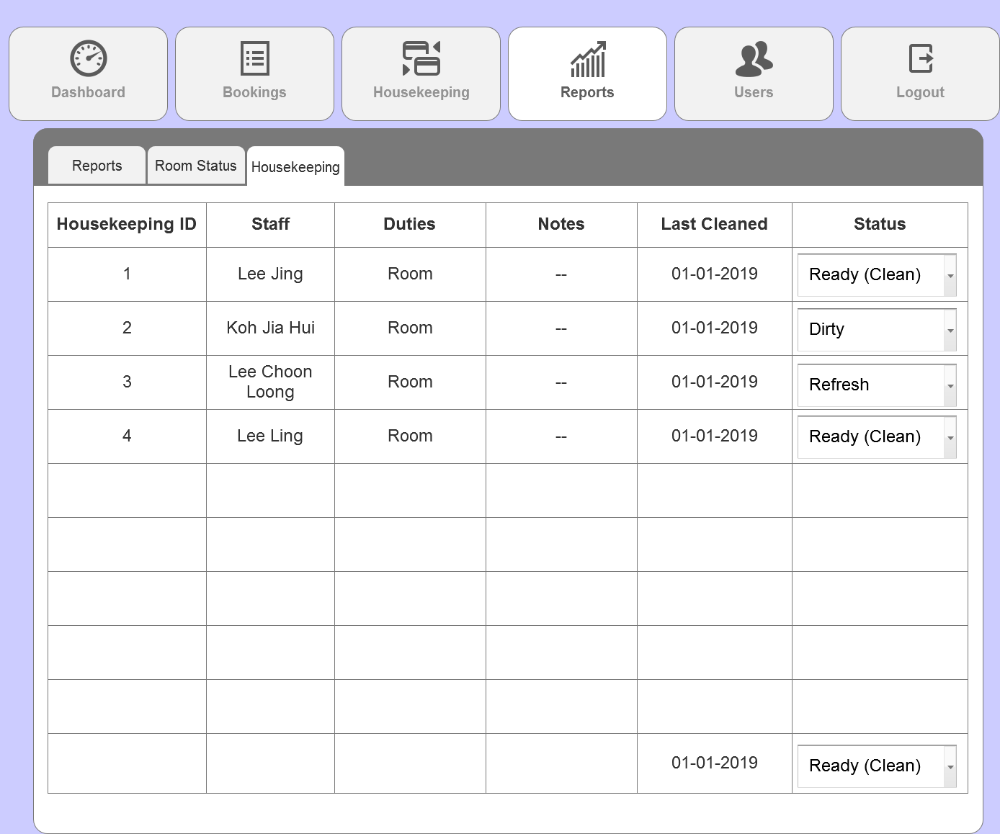 Dashboard
Bookings
Housekeeping
Reports
Users
Logout
Reports
Room Status
Housekeeping
Housekeeping ID Staff Duties Notes Last Cleaned Status
1 Lee Jing Room -- 01-01-2019 Ready (Clean)
2 Koh Jia Hui Room -- 01-01-2019 Dirty
3 Lee Choon
Loong Room -- 01-01-2019 Refresh
4 Lee Ling Room -- 01-01-2019 Ready (Clean)
01-01-2019 Ready (Clean)